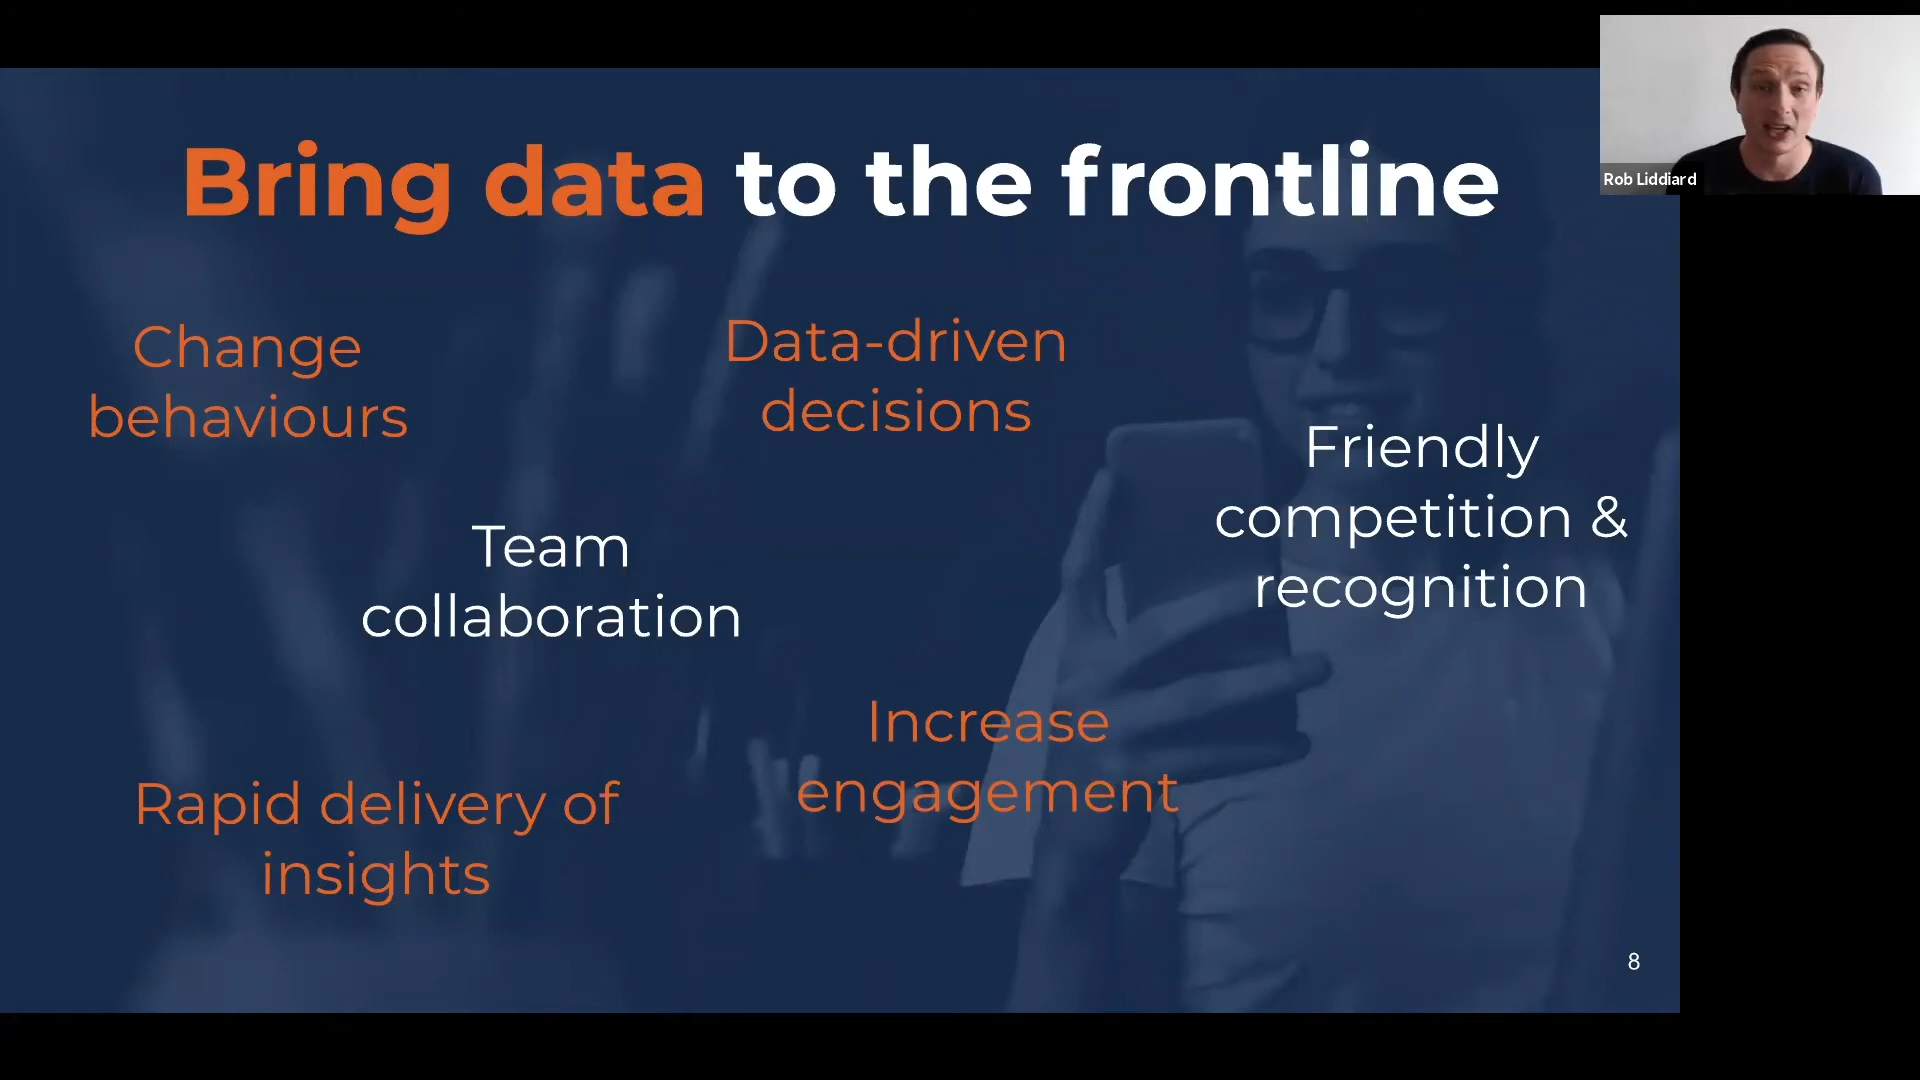 Bring data to the frontline
Rob Liddiard
Change
behaviours
Data-driven
decisions
Friendly
competition &
recognition
Team
collaboration
Increase
engagement
Rapid delivery of
insights
8